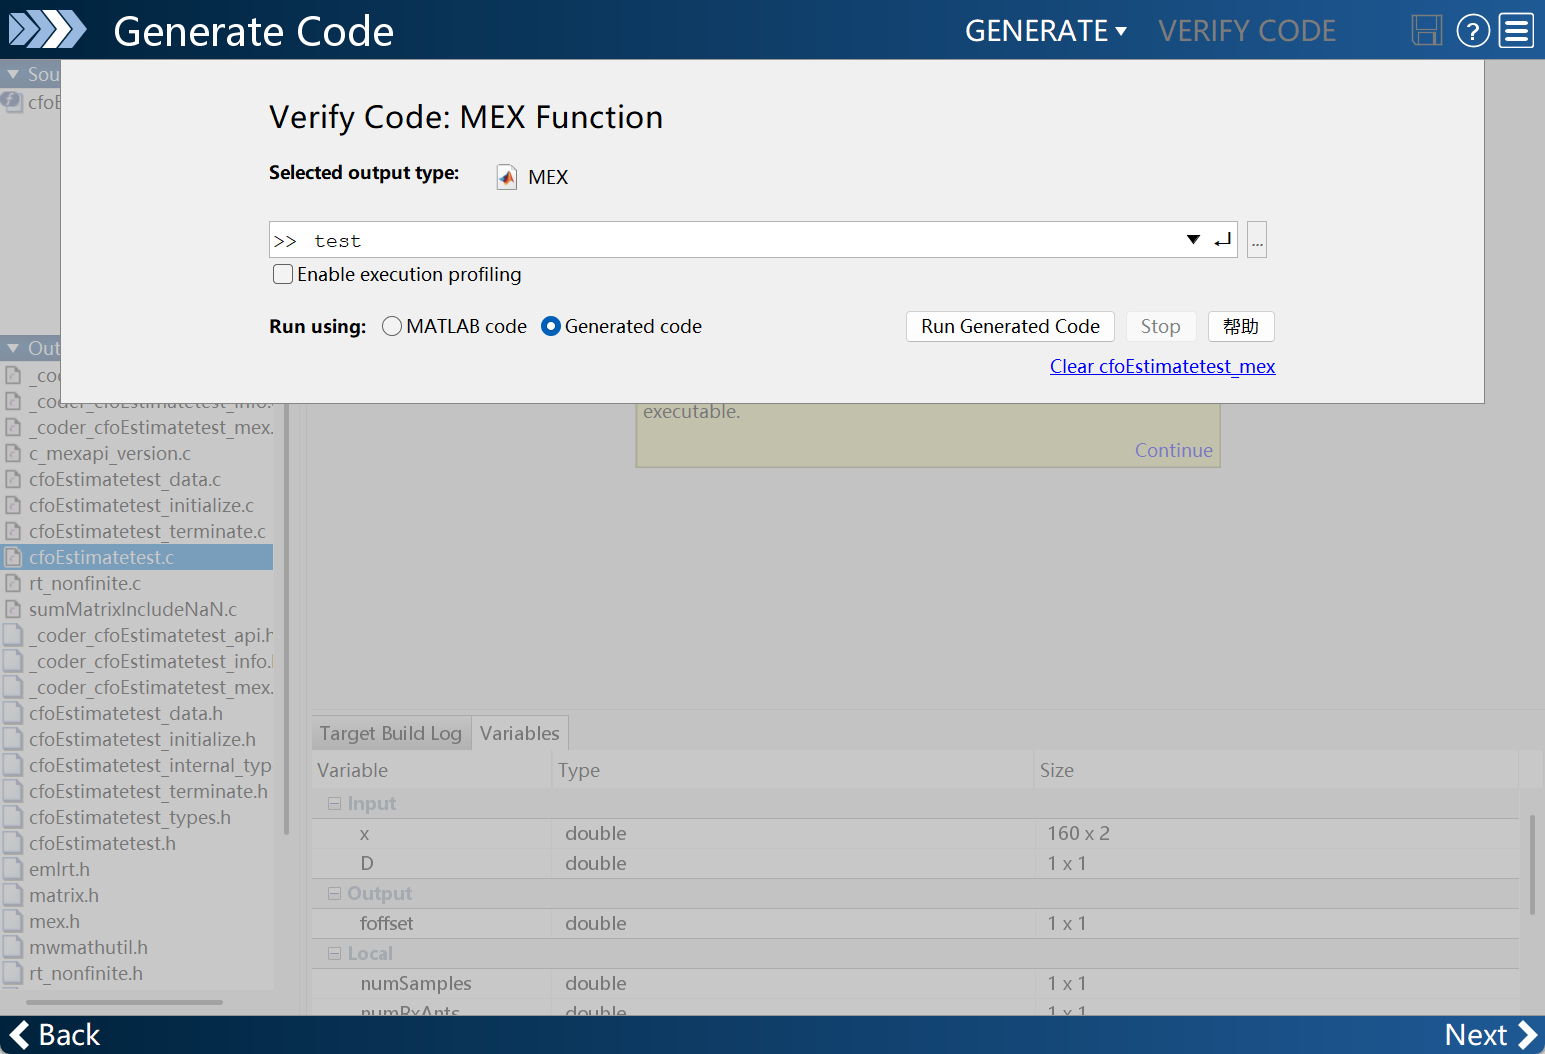 Generate Code
GENERATE
VERIFY CODE
?
Sou
cfoE
Verify Code: MEX Function
Selected output type:
MEX
>> test
...
Enable execution profiling
Run using:
MATLAB code
Generated code
Run Generated Code
Stop
帮助
Clear cfoEstimatetest_mex
executable.
Continue
Out
_coder_cfoEstimatetest_mex.
c_mexapi_version.c
cfoEstimatetest_data.c
cfoEstimatetest_initialize.c
cfoEstimatetest_terminate.c
cfoEstimatetest.c
rt_nonfinite.c
sumMatrixIncludeNaN.c
_coder_cfoEstimatetest_api.h
_coder_cfoEstimatetest_info.
_coder_cfoEstimatetest_mex.
cfoEstimatetest_data.h
cfoEstimatetest_initialize.h
cfoEstimatetest_internal_typ
cfoEstimatetest_terminate.h
cfoEstimatetest_types.h
cfoEstimatetest.h
emlrt.h
matrix.h
mex.h
mwmathutil.h
rt_nonfinite.h
Target Build Log
Variables
Variable Type Size
Input
x double 160 x 2
D double 1 x 1
Output
foffset double 1 x 1
Local
numSamples double 1 x 1
numRxAnts double 1 x 1
Back
Next